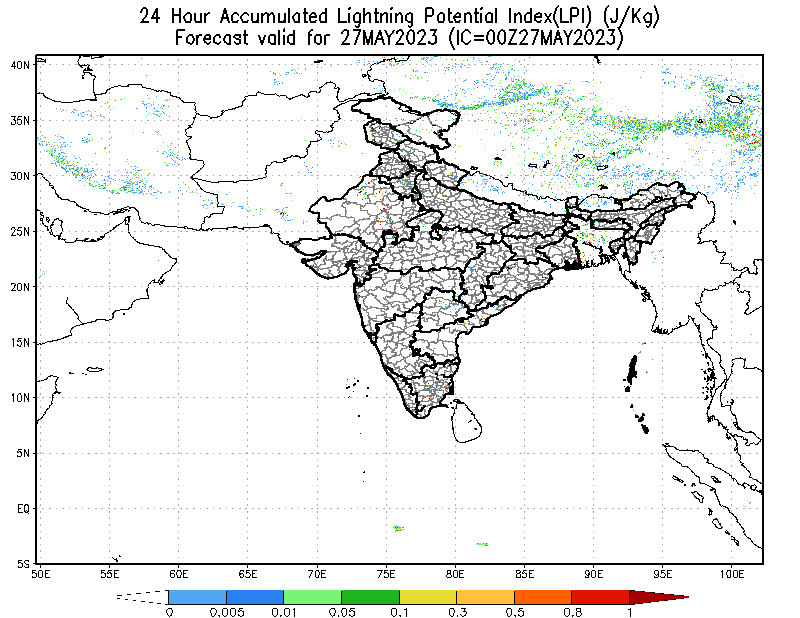 24 Hour Accumulated Lightning Potential Index(LPI) (J/Kg)
Forecast valid for 27MAY2023 (IC=00Z27MAY2023)
40N
35N
30N
25N
20N
15N
10N
5N
EQ
5S
50E 55E 60E 65E 70E 75E 80E 85E 90E 95E 100E
0 0.005 0.01 0.05 0.1 0.3 0.5 0.8 1